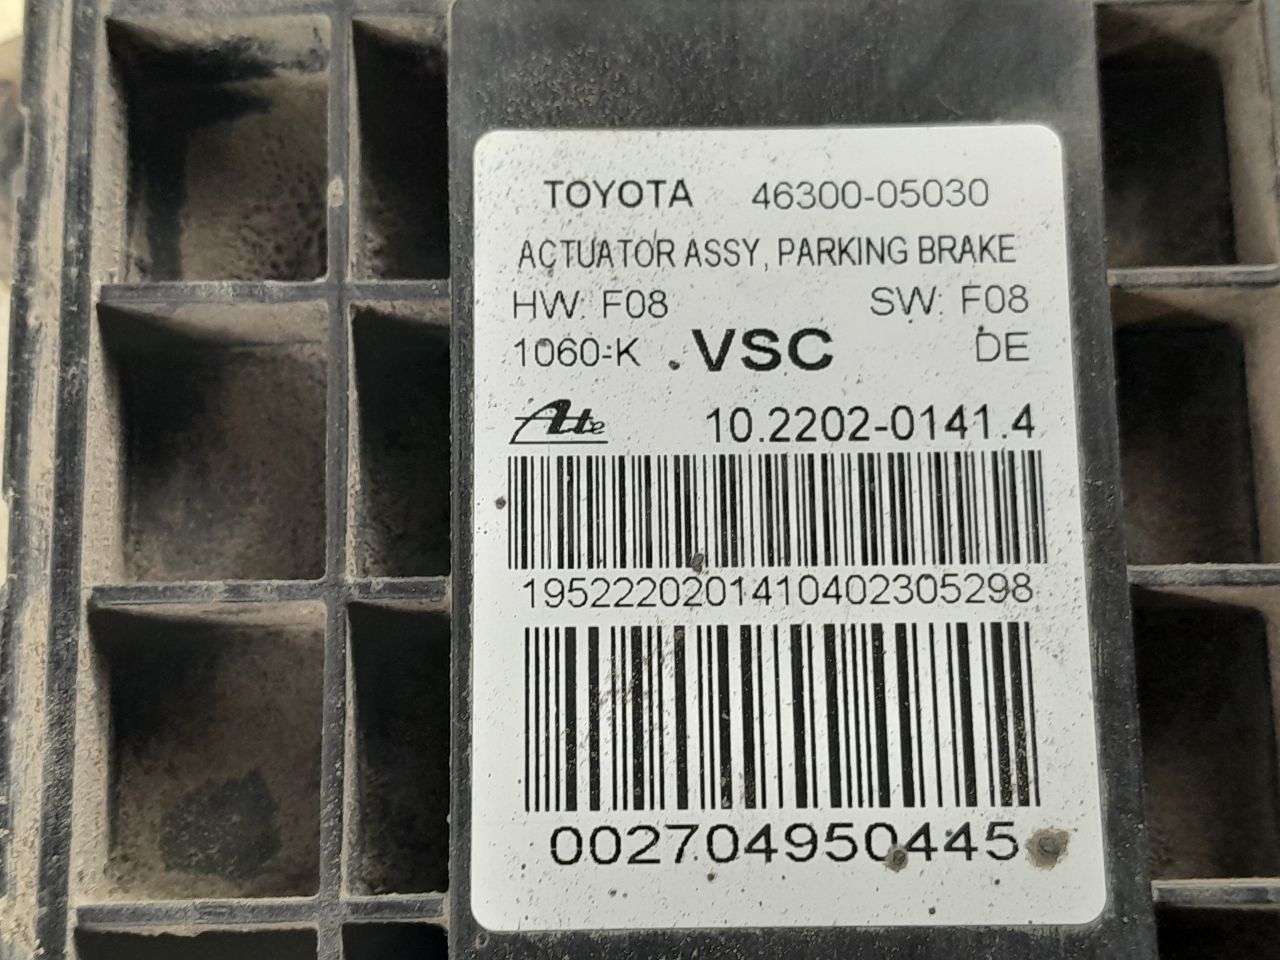 TOYOTA 46300-05030
ACTUATOR ASSY, PARKING BRAKE
HW: F08 SW: F08
1060-K VSC DE
Ate 10.2202-0141.4
1952220201410402305298
002704950445